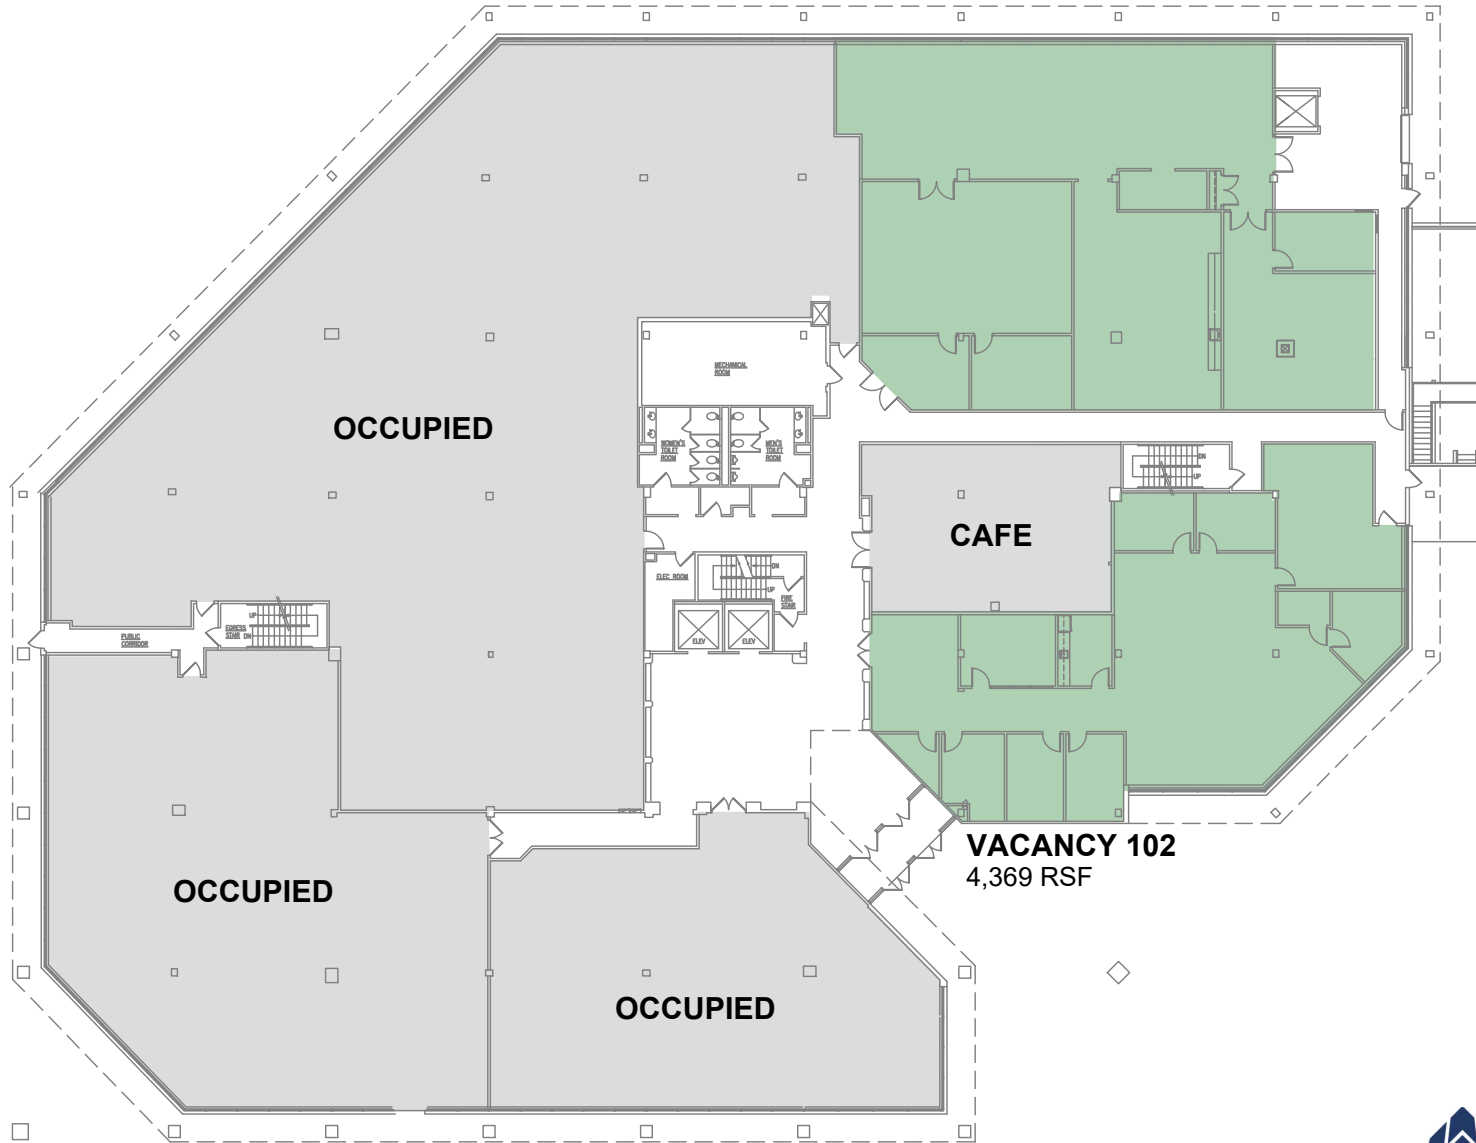 MECHANICAL
ROOM
OCCUPIED
WOMEN'S
TOILET
ROOM
MEN'S
TOILET
ROOM
DN
UP
CAFE
ELEC ROOM
DN
UP
FIRE
STAIR
ELEV
ELEV
UP
EGRESS
STAIR DN
PUBLIC
CORRIDOR
VACANCY 102
4,369 RSF
OCCUPIED
OCCUPIED